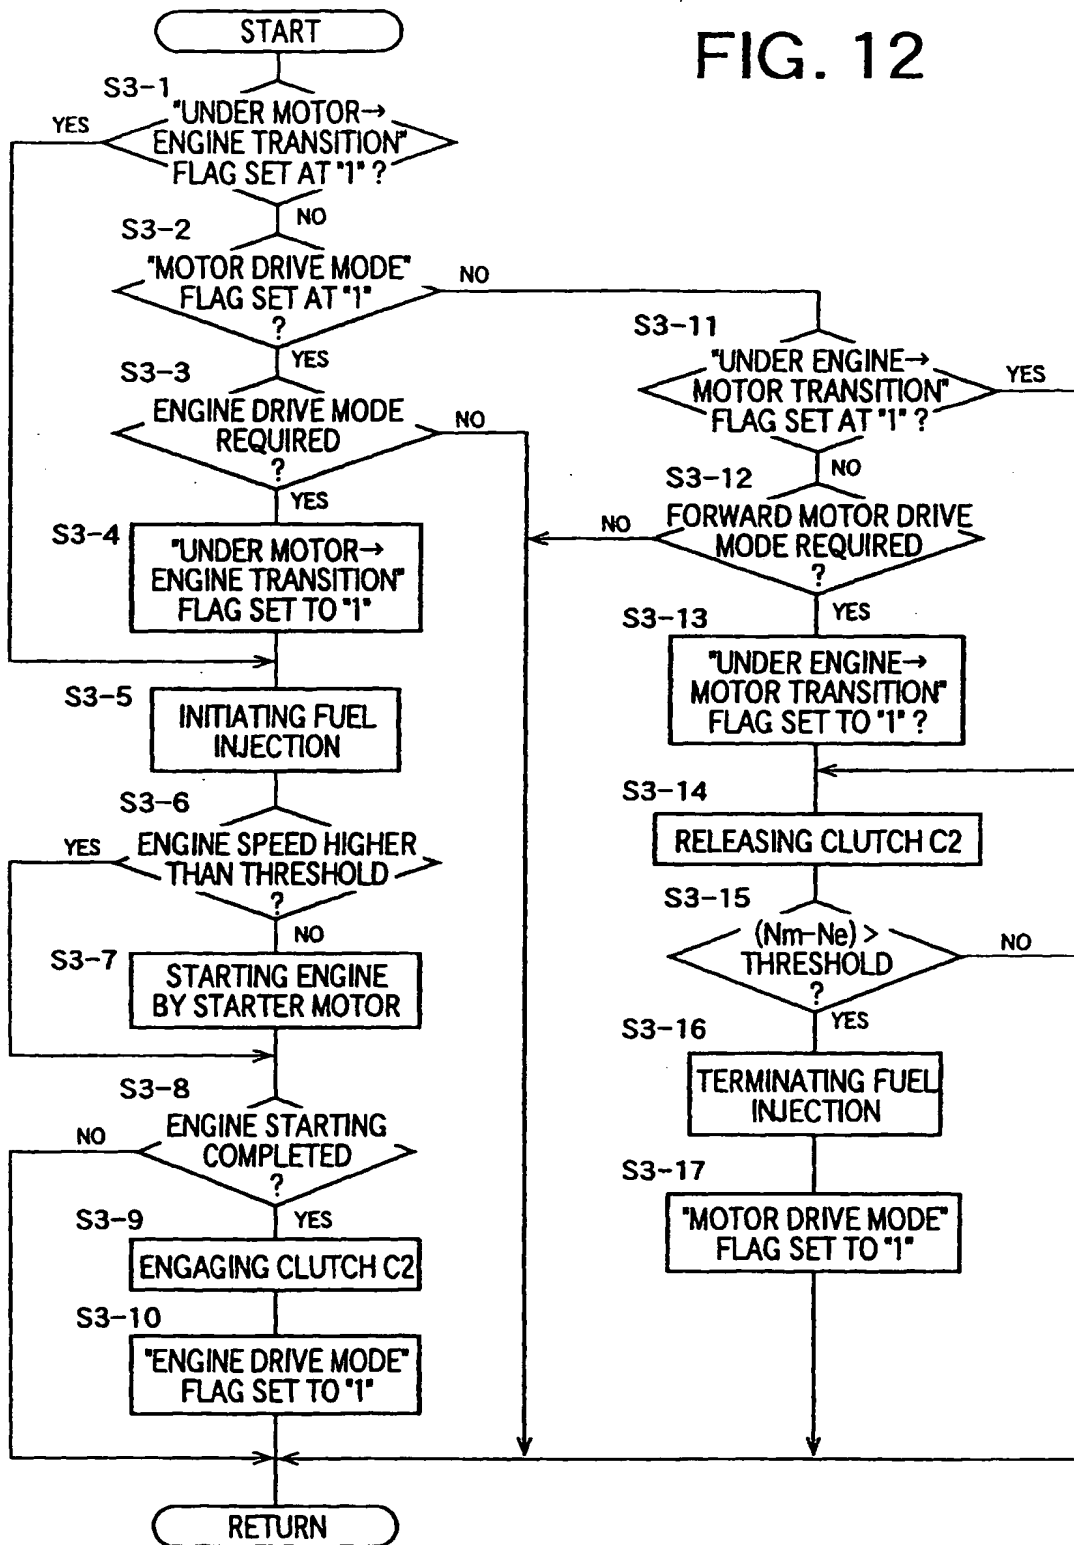 FIG. 12
START
S3-1
"UNDER MOTOR→
ENGINE TRANSITION"
FLAG SET AT "1" ?
YES
NO
S3-2
"MOTOR DRIVE MODE"
FLAG SET AT "1"
?
NO
YES
S3-3
ENGINE DRIVE MODE
REQUIRED
?
NO
YES
S3-4
"UNDER MOTOR→
ENGINE TRANSITION"
FLAG SET TO "1"
S3-5
INITIATING FUEL
INJECTION
S3-6
YES
ENGINE SPEED HIGHER
THAN THRESHOLD
?
NO
S3-7
STARTING ENGINE
BY STARTER MOTOR
S3-8
NO
ENGINE STARTING
COMPLETED
?
YES
S3-9
ENGAGING CLUTCH C2
S3-10
"ENGINE DRIVE MODE"
FLAG SET TO "1"
RETURN
S3-11
"UNDER ENGINE→
MOTOR TRANSITION"
FLAG SET AT "1" ?
YES
NO
S3-12
NO
FORWARD MOTOR DRIVE
MODE REQUIRED
?
YES
S3-13
"UNDER ENGINE→
MOTOR TRANSITION"
FLAG SET TO "1" ?
S3-14
RELEASING CLUTCH C2
S3-15
(Nm-Ne) >
THRESHOLD
?
NO
YES
S3-16
TERMINATING FUEL
INJECTION
S3-17
"MOTOR DRIVE MODE"
FLAG SET TO "1"